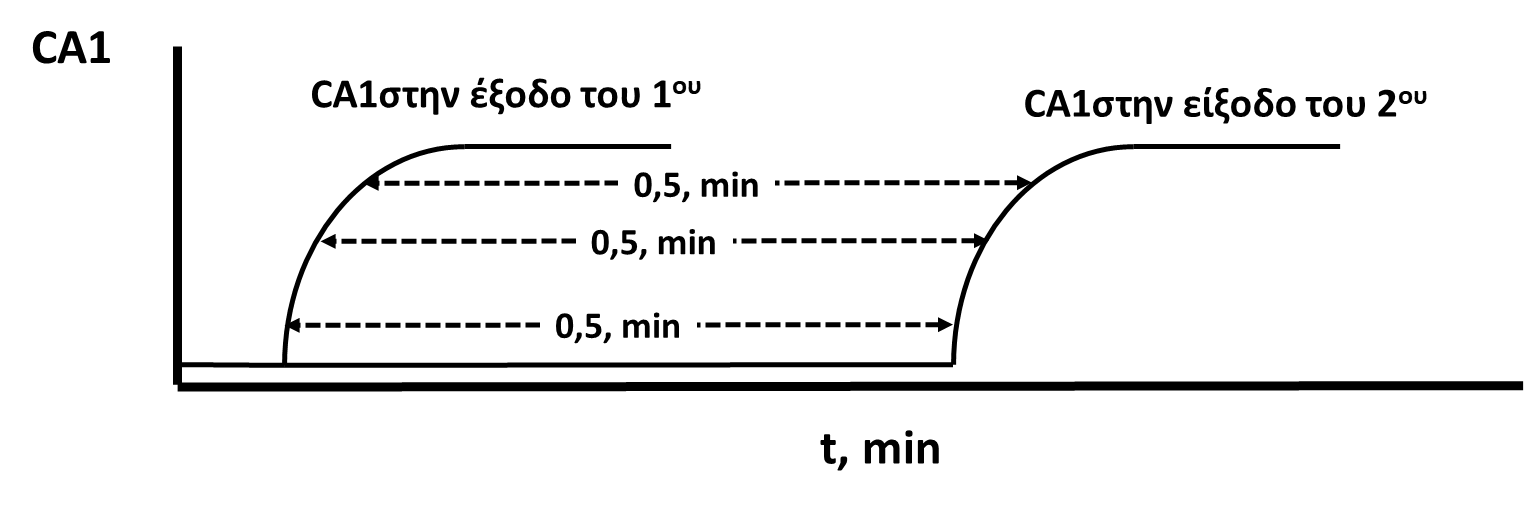 CA1
CA1στην έξοδο του 1ου
CA1στην είξοδο του 2ου
0,5, min
0,5, min
0,5, min
t, min